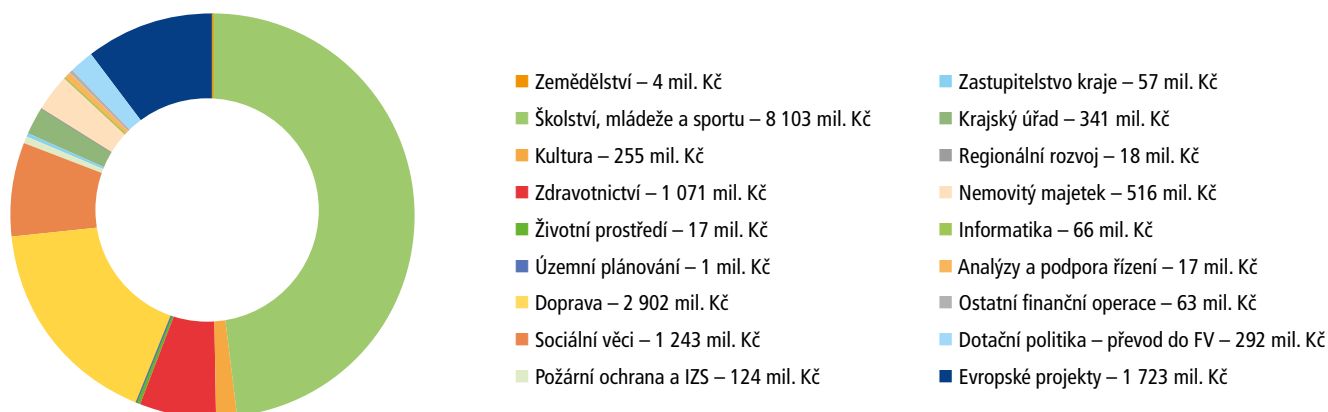 Zemědělství – 4 mil. Kč
Školství, mládeže a sportu – 8 103 mil. Kč
Kultura – 255 mil. Kč
Zdravotnictví – 1 071 mil. Kč
Životní prostředí – 17 mil. Kč
Územní plánování – 1 mil. Kč
Doprava – 2 902 mil. Kč
Sociální věci – 1 243 mil. Kč
Požární ochrana a IZS – 124 mil. Kč
Zastupitelstvo kraje – 57 mil. Kč
Krajský úřad – 341 mil. Kč
Regionální rozvoj – 18 mil. Kč
Nemovitý majetek – 516 mil. Kč
Informatika – 66 mil. Kč
Analýzy a podpora řízení – 17 mil. Kč
Ostatní finanční operace – 63 mil. Kč
Dotační politika – převod do FV – 292 mil. Kč
Evropské projekty – 1 723 mil. Kč